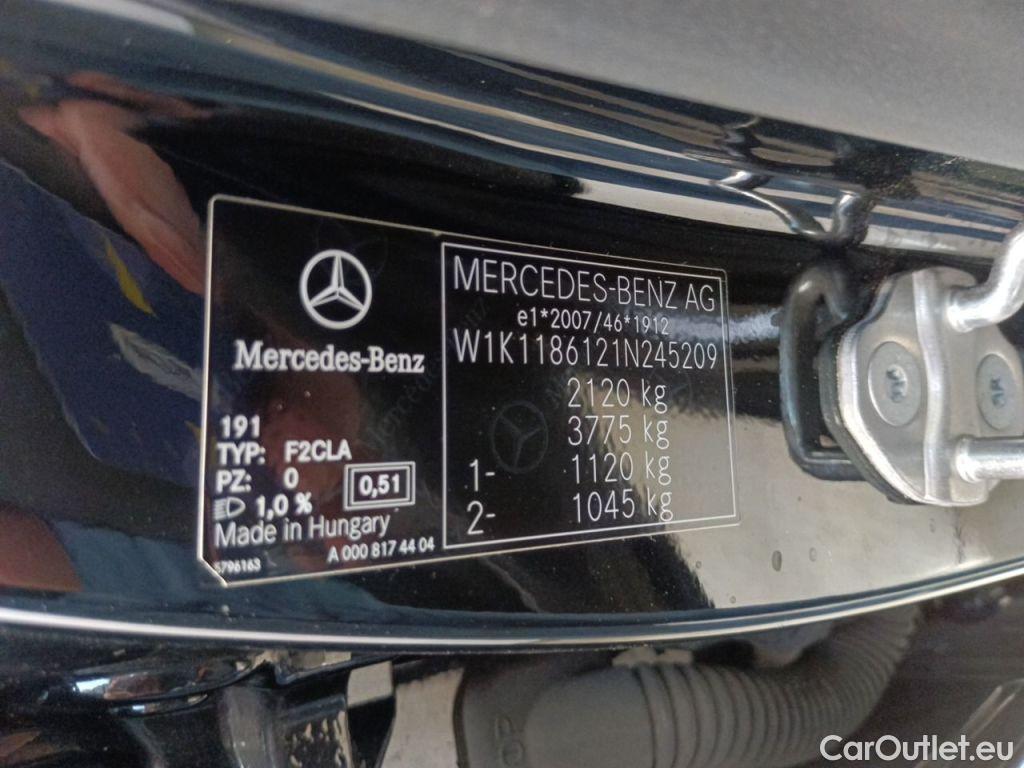 Mercedes-Benz
191
TYP: F2CLA
PZ: 0
1,0 %
0,51
Made in Hungary
A 000 817 44 04
5796163
MERCEDES-BENZ AG
e1*2007/46*1912
W1K1186121N245209
2120 kg
3775 kg
1- 1120 kg
2- 1045 kg
CarOutlet.eu